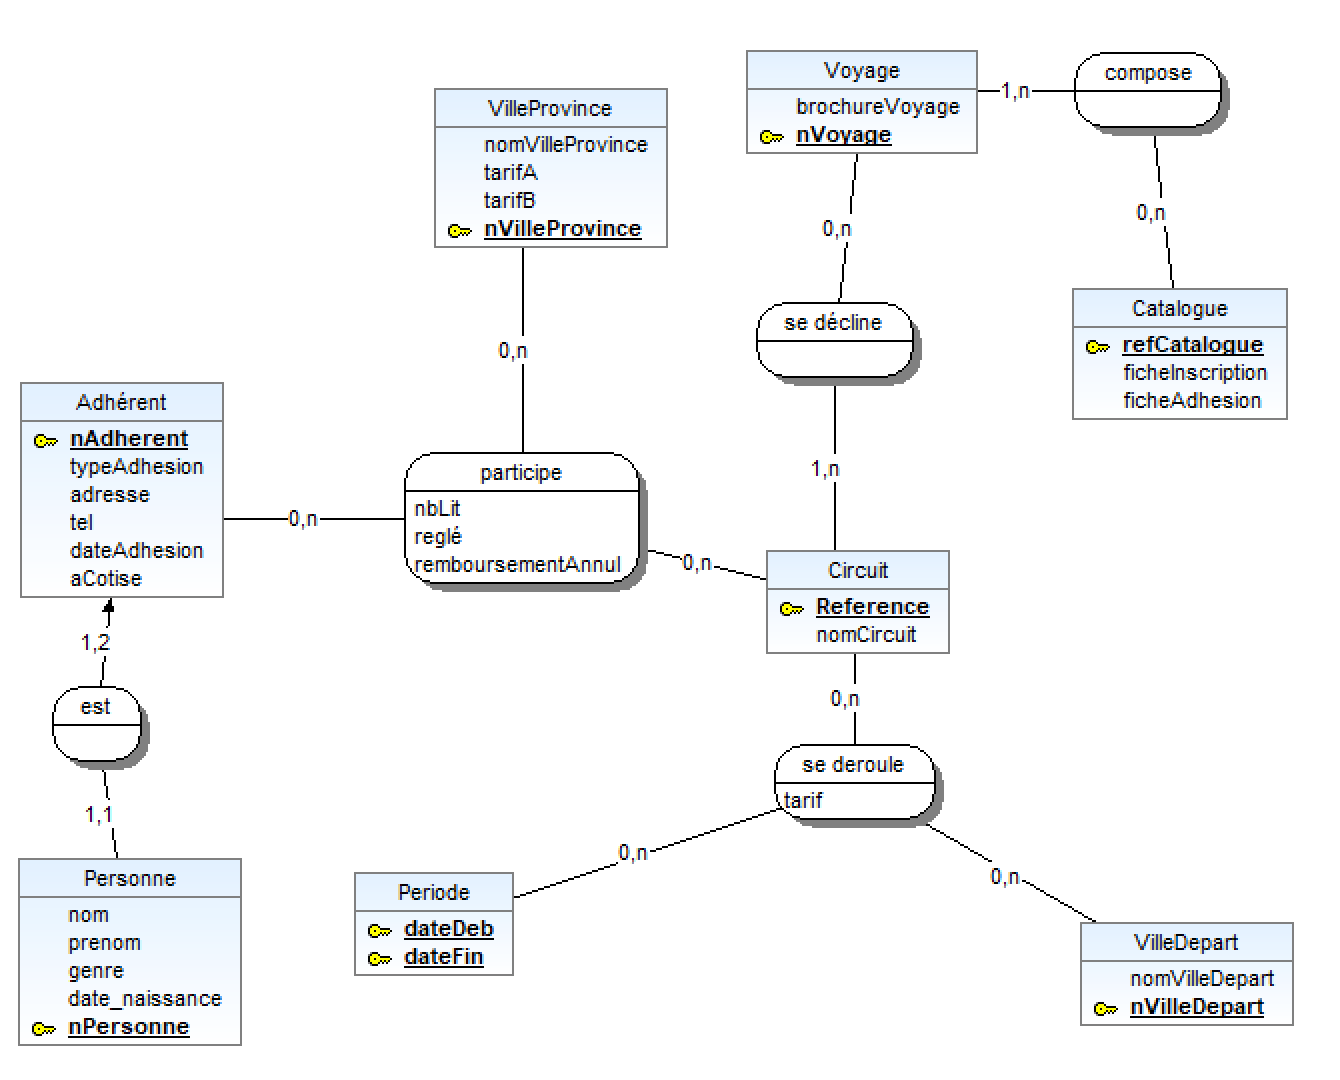 Voyage
brochureVoyage
nVoyage
1,n
compose
VilleProvince
nomVilleProvince
tarifA
tarifB
nVilleProvince
0,n
0,n
se décline
Catalogue
refCatalogue
ficheInscription
ficheAdhesion
0,n
Adhérent
nAdherent
typeAdhesion
adresse
tel
dateAdhesion
aCotise
0,n
participe
nbLit
reglé
remboursementAnnul
1,n
0,n
Circuit
Reference
nomCircuit
1,2
est
1,1
0,n
se deroule
tarif
0,n
0,n
Personne
nom
prenom
genre
date_naissance
nPersonne
Periode
dateDeb
dateFin
VilleDepart
nomVilleDepart
nVilleDepart